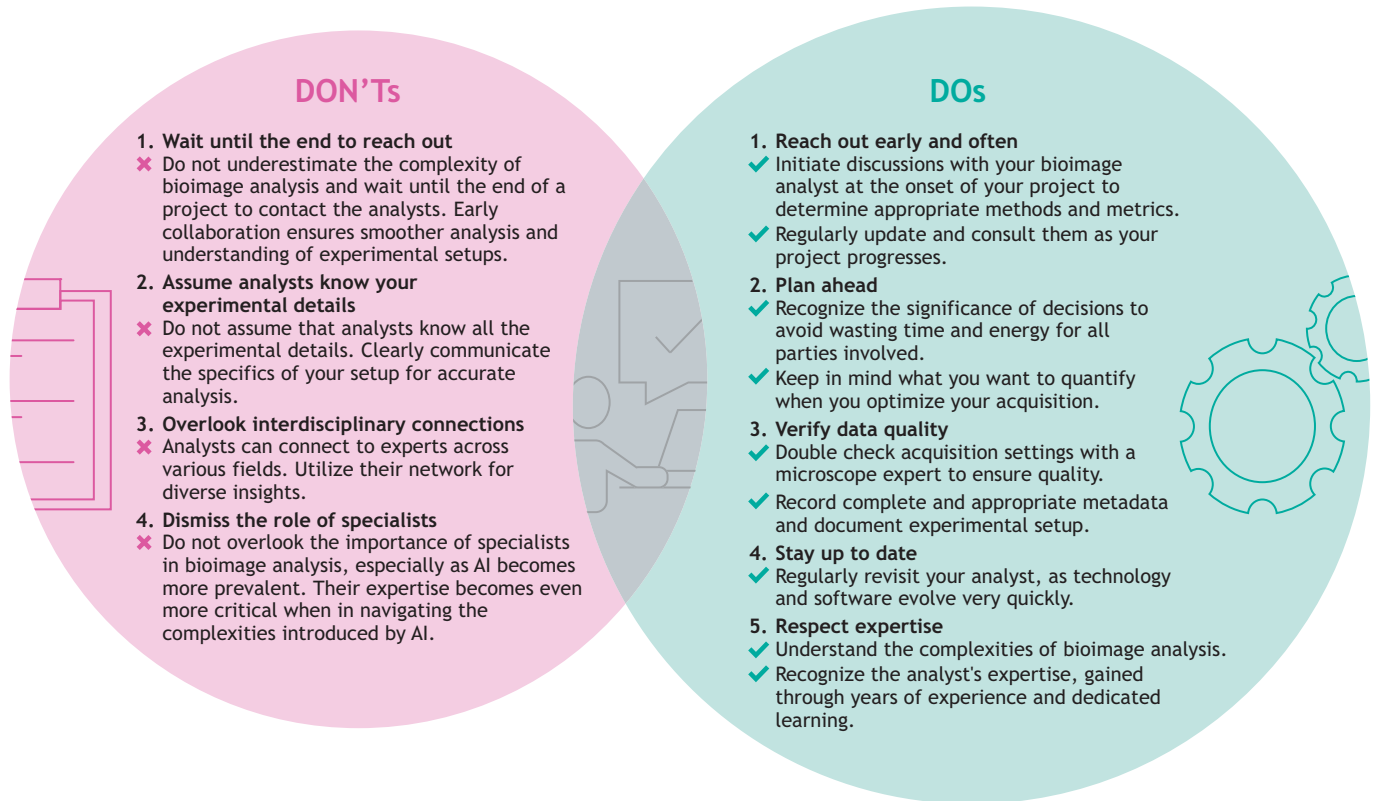 DON'Ts
1. Wait until the end to reach out
✖ Do not underestimate the complexity of
bioimage analysis and wait until the end of a
project to contact the analysts. Early
collaboration ensures smoother analysis and
understanding of experimental setups.
2. Assume analysts know your
experimental details
✖ Do not assume that analysts know all the
experimental details. Clearly communicate
the specifics of your setup for accurate
analysis.
3. Overlook interdisciplinary connections
✖ Analysts can connect to experts across
various fields. Utilize their network for
diverse insights.
4. Dismiss the role of specialists
✖ Do not overlook the importance of specialists
in bioimage analysis, especially as AI becomes
more prevalent. Their expertise becomes even
more critical when in navigating the
complexities introduced by AI.
DOs
1. Reach out early and often
✔ Initiate discussions with your bioimage
analyst at the onset of your project to
determine appropriate methods and metrics.
✔ Regularly update and consult them as your
project progresses.
2. Plan ahead
✔ Recognize the significance of decisions to
avoid wasting time and energy for all
parties involved.
✔ Keep in mind what you want to quantify
when you optimize your acquisition.
3. Verify data quality
✔ Double check acquisition settings with a
microscope expert to ensure quality.
✔ Record complete and appropriate metadata
and document experimental setup.
4. Stay up to date
✔ Regularly revisit your analyst, as technology
and software evolve very quickly.
5. Respect expertise
✔ Understand the complexities of bioimage analysis.
✔ Recognize the analyst's expertise, gained
through years of experience and dedicated
learning.